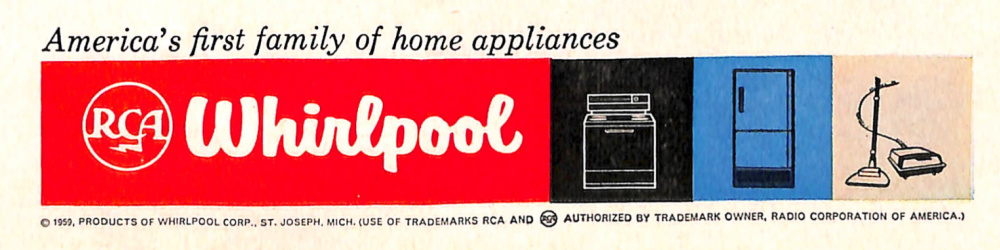 America's first family of home appliances
RCA Whirlpool
© 1959, PRODUCTS OF WHIRLPOOL CORP., ST. JOSEPH, MICH. (USE OF TRADEMARKS RCA AND RCA AUTHORIZED BY TRADEMARK OWNER, RADIO CORPORATION OF AMERICA.)